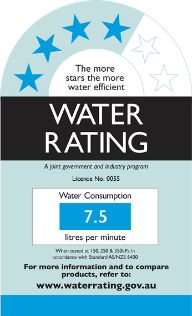 The more
stars the more
water efficient
WATER
RATING
A joint government and industry program
Licence No. 0055
Water Consumption
7.5
litres per minute
When tested at 150, 250 & 350kPa in
accordance with Standard AS/NZS 6400
For more information and to compare
products, refer to:
www.waterrating.gov.au